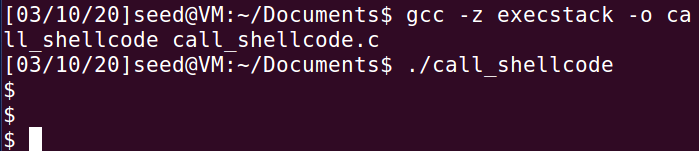 [03/10/20]seed@VM:~/Documents$ gcc -z execstack -o ca
ll_shellcode call_shellcode.c
[03/10/20]seed@VM:~/Documents$ ./call_shellcode
$
$
$